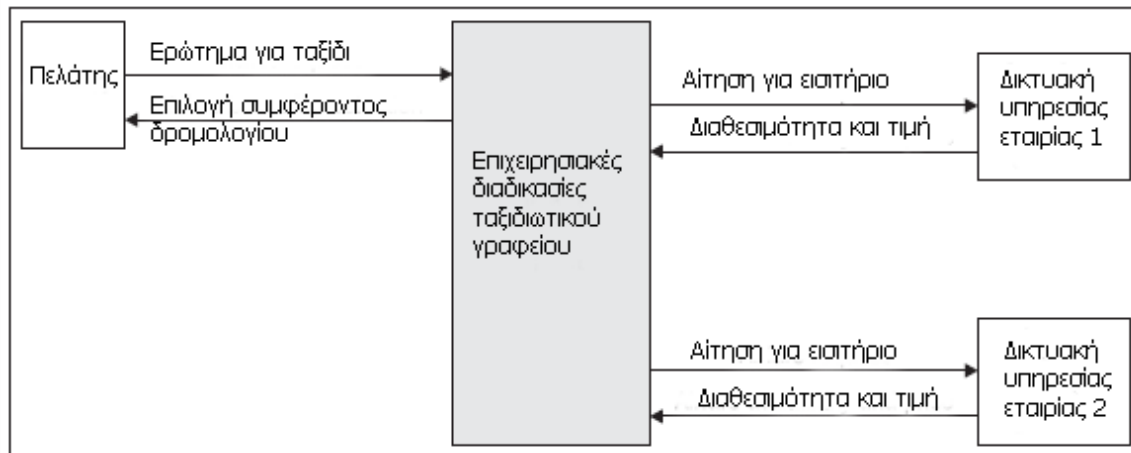 Πελάτης
Ερώτημα για ταξίδι
Επιλογή συμφέροντος
δρομολογίου
Επιχειρησιακές
διαδικασίες
ταξιδιωτικού
γραφείου
Αίτηση για εισιτήριο
Διαθεσιμότητα και τιμή
Δικτυακή
υπηρεσίας
εταιρίας 1
Αίτηση για εισιτήριο
Διαθεσιμότητα και τιμή
Δικτυακή
υπηρεσίας
εταιρίας 2